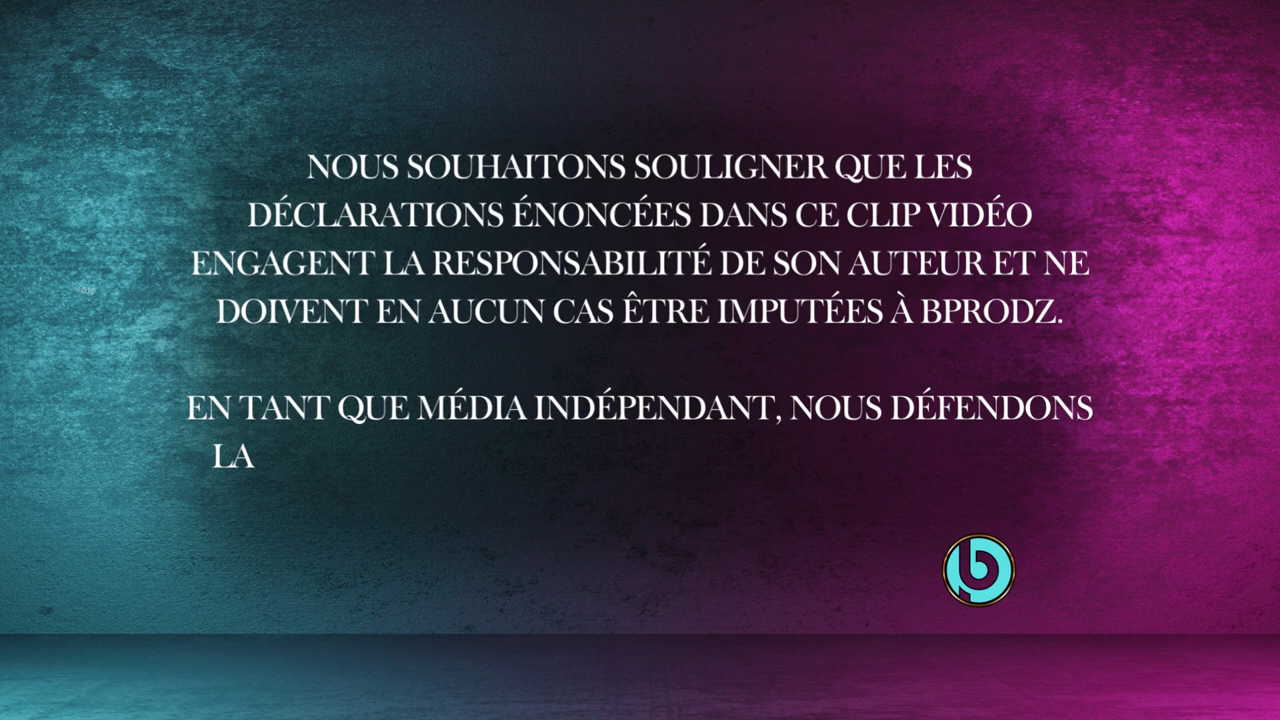 NOUS SOUHAITONS SOULIGNER QUE LES
DÉCLARATIONS ÉNONCÉES DANS CE CLIP VIDÉO
ENGAGENT LA RESPONSABILITÉ DE SON AUTEUR ET NE
DOIVENT EN AUCUN CAS ÊTRE IMPUTÉES À BPRODZ.
EN TANT QUE MÉDIA INDÉPENDANT, NOUS DÉFENDONS
LA